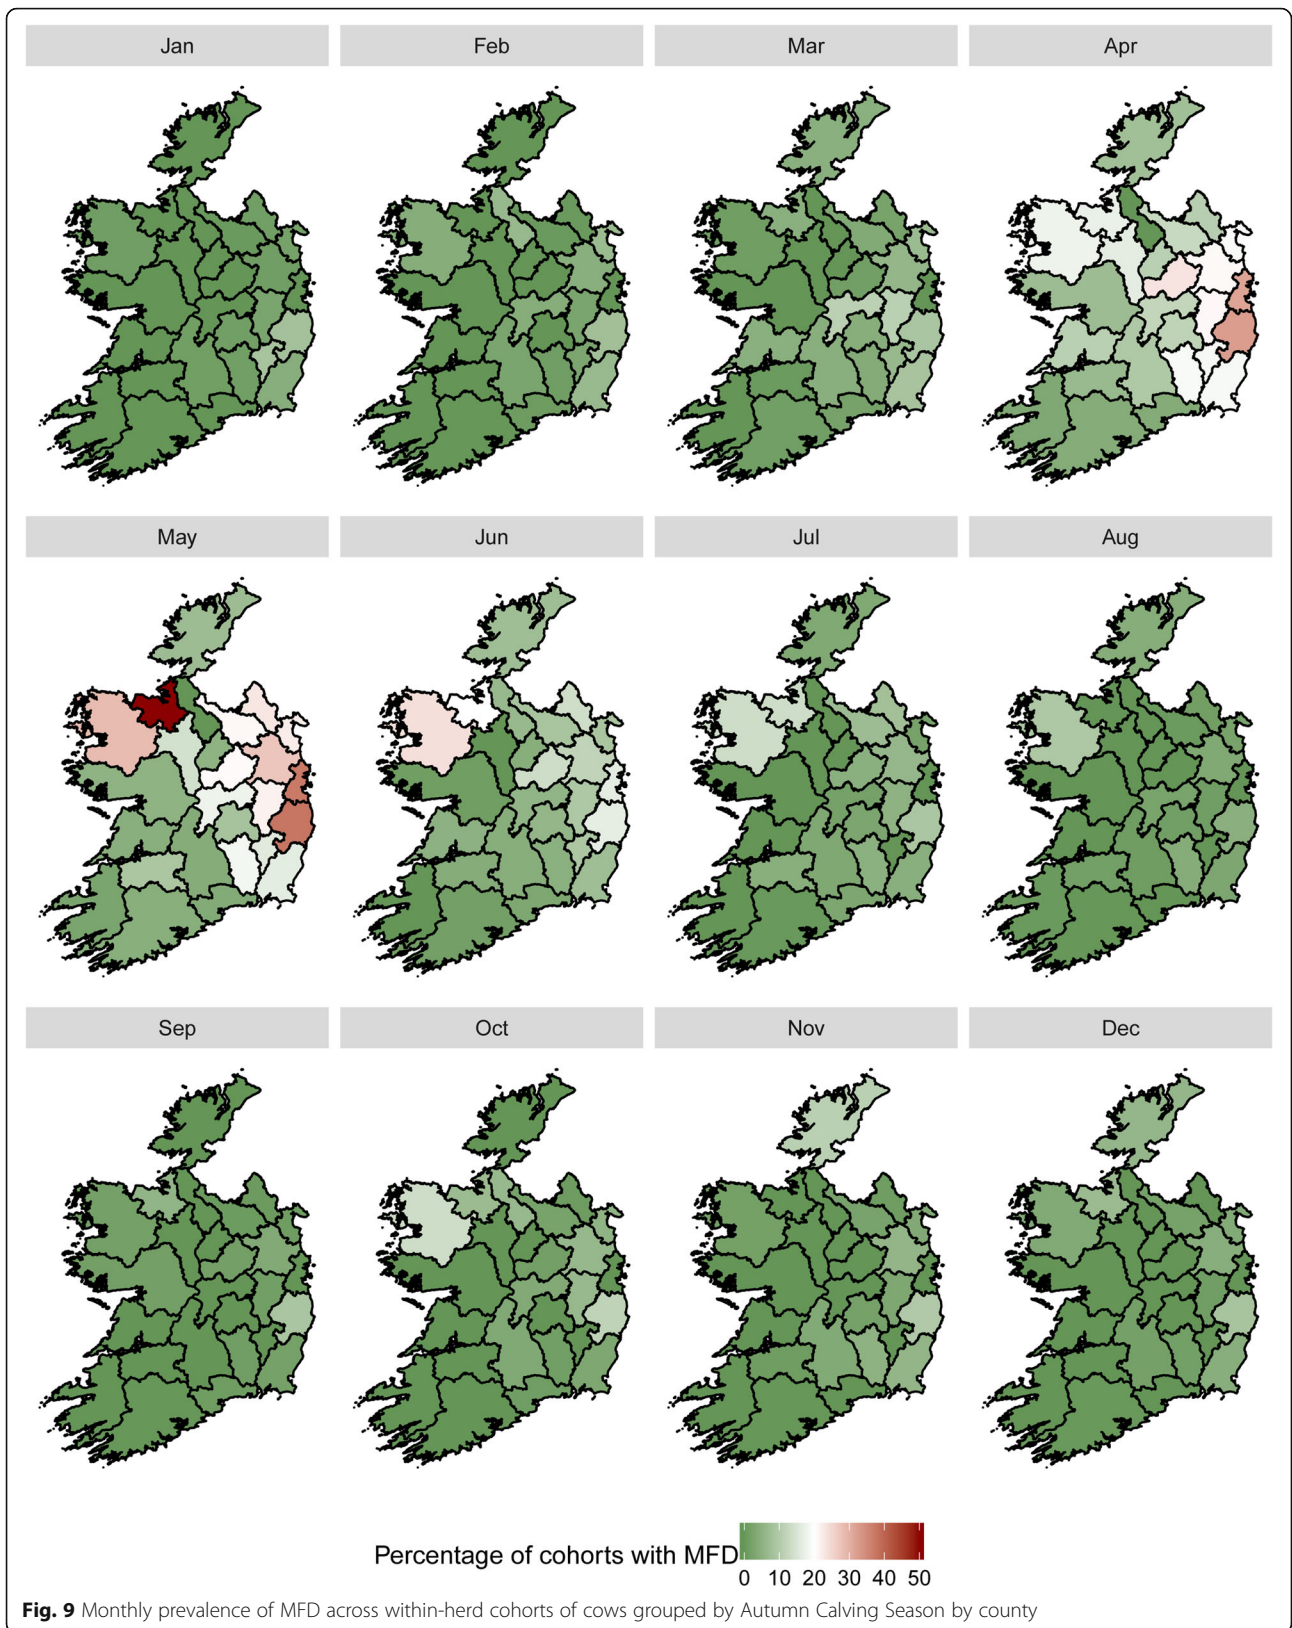 Jan Feb Mar Apr
May Jun Jul Aug
Sep Oct Nov Dec
Percentage of cohorts with MFD
0 10 20 30 40 50
Fig. 9 Monthly prevalence of MFD across within-herd cohorts of cows grouped by Autumn Calving Season by county